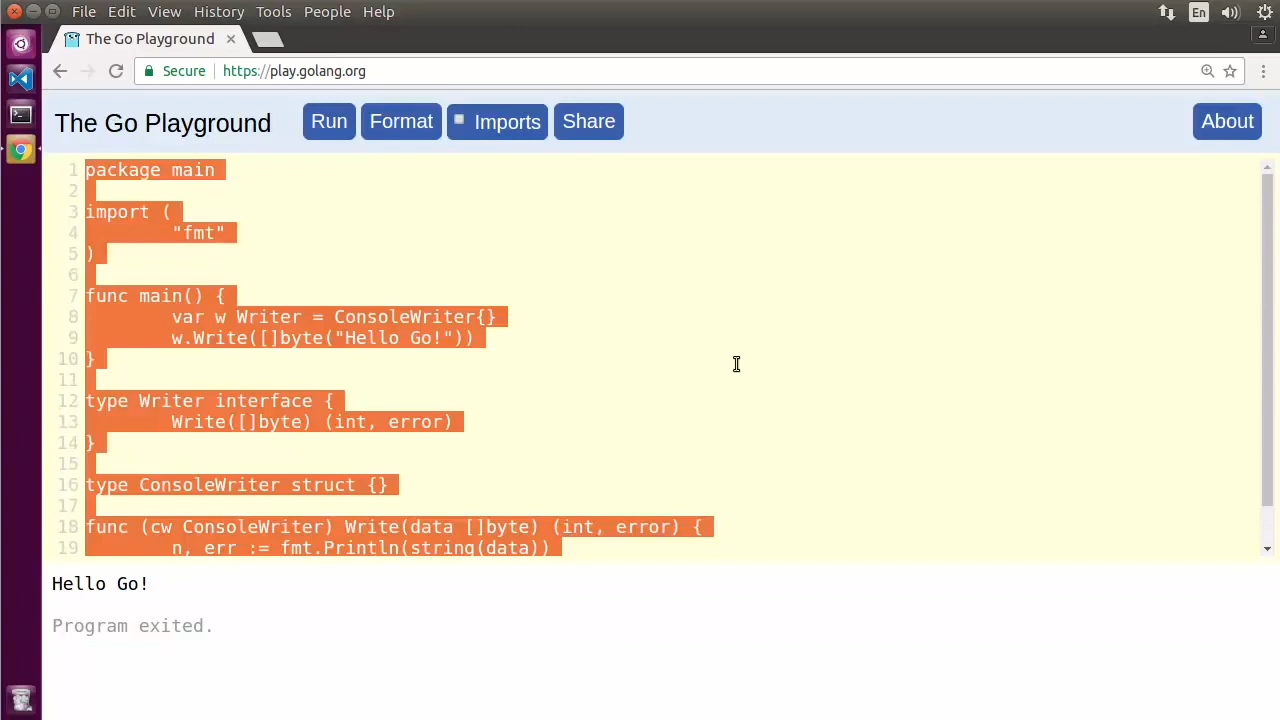 File Edit View History Tools People Help
En
The Go Playground
Secure https://play.golang.org
The Go Playground Run Format Imports Share About
1 package main
2
3 import (
4 "fmt"
5 )
6
7 func main() {
8 var w Writer = ConsoleWriter{}
9 w.Write([]byte("Hello Go!"))
10 }
11
12 type Writer interface {
13 Write([]byte) (int, error)
14 }
15
16 type ConsoleWriter struct {}
17
18 func (cw ConsoleWriter) Write(data []byte) (int, error) {
19 n, err := fmt.Println(string(data))
Hello Go!
Program exited.